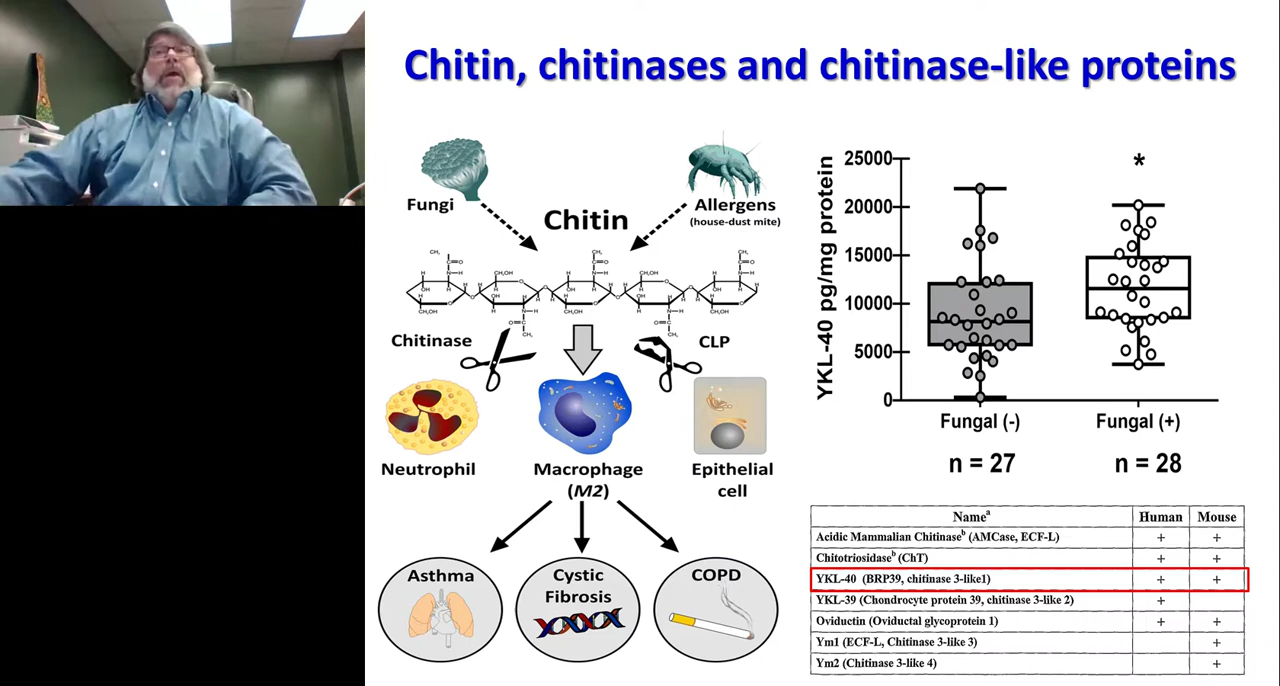 Chitin, chitinases and chitinase-like proteins
Fungi
Allergens
(house-dust mite)
Chitin
Chitinase
CLP
Neutrophil
Macrophage
(M2)
Epithelial
cell
Asthma
Cystic
Fibrosis
COPD
YKL-40 pg/mg protein
25000
20000
15000
10000
5000
0
*
Fungal (-)
Fungal (+)
n = 27
n = 28
Nameᵃ Human Mouse
Acidic Mammalian Chitinaseᵇ (AMCase, ECF-L) + +
Chitotriosidaseᵇ (ChT) + +
YKL-40 (BRP39, chitinase 3-like1) + +
YKL-39 (Chondrocyte protein 39, chitinase 3-like 2) +
Oviductin (Oviductal glycoprotein 1) + +
Ym1 (ECF-L, Chitinase 3-like 3) +
Ym2 (Chitinase 3-like 4) +